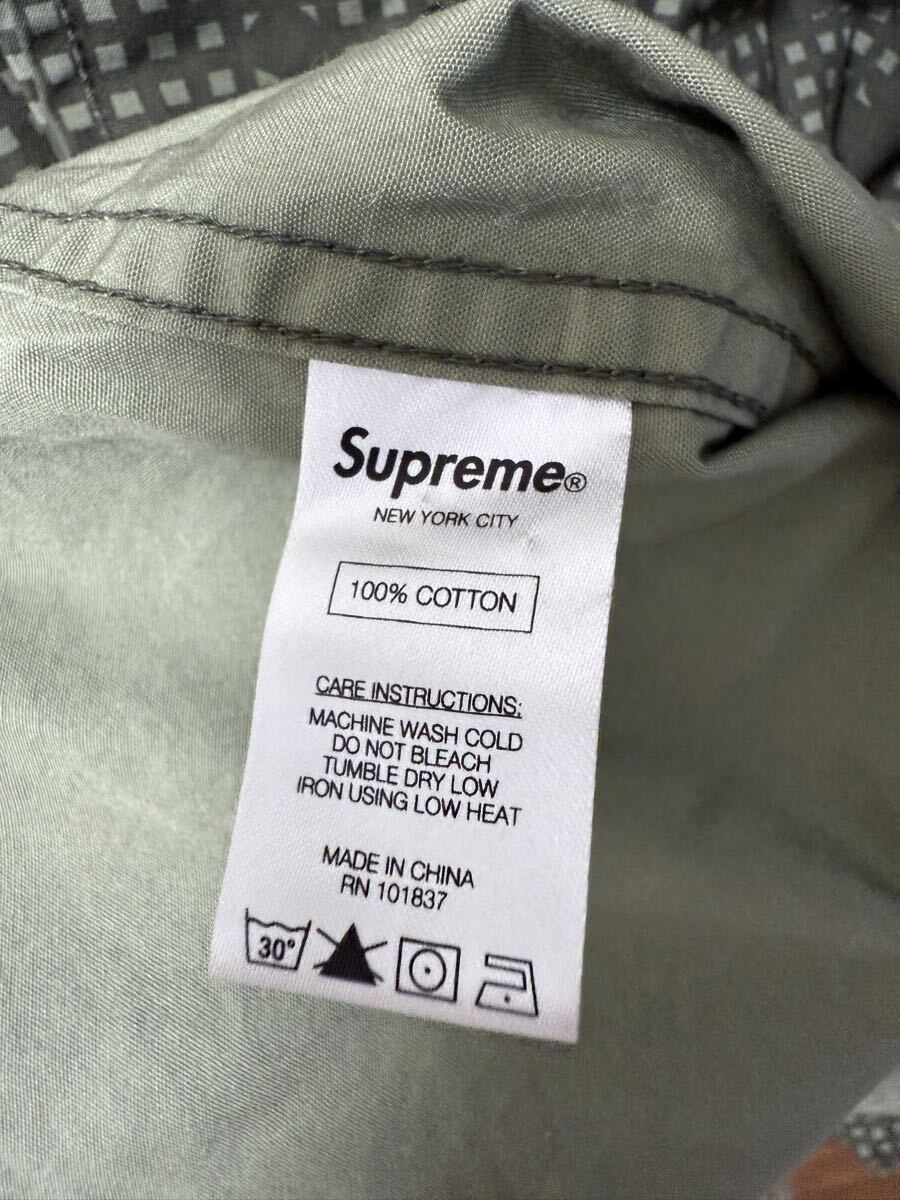 Supreme®
NEW YORK CITY
100% COTTON
CARE INSTRUCTIONS:
MACHINE WASH COLD
DO NOT BLEACH
TUMBLE DRY LOW
IRON USING LOW HEAT
MADE IN CHINA
RN 101837
30°